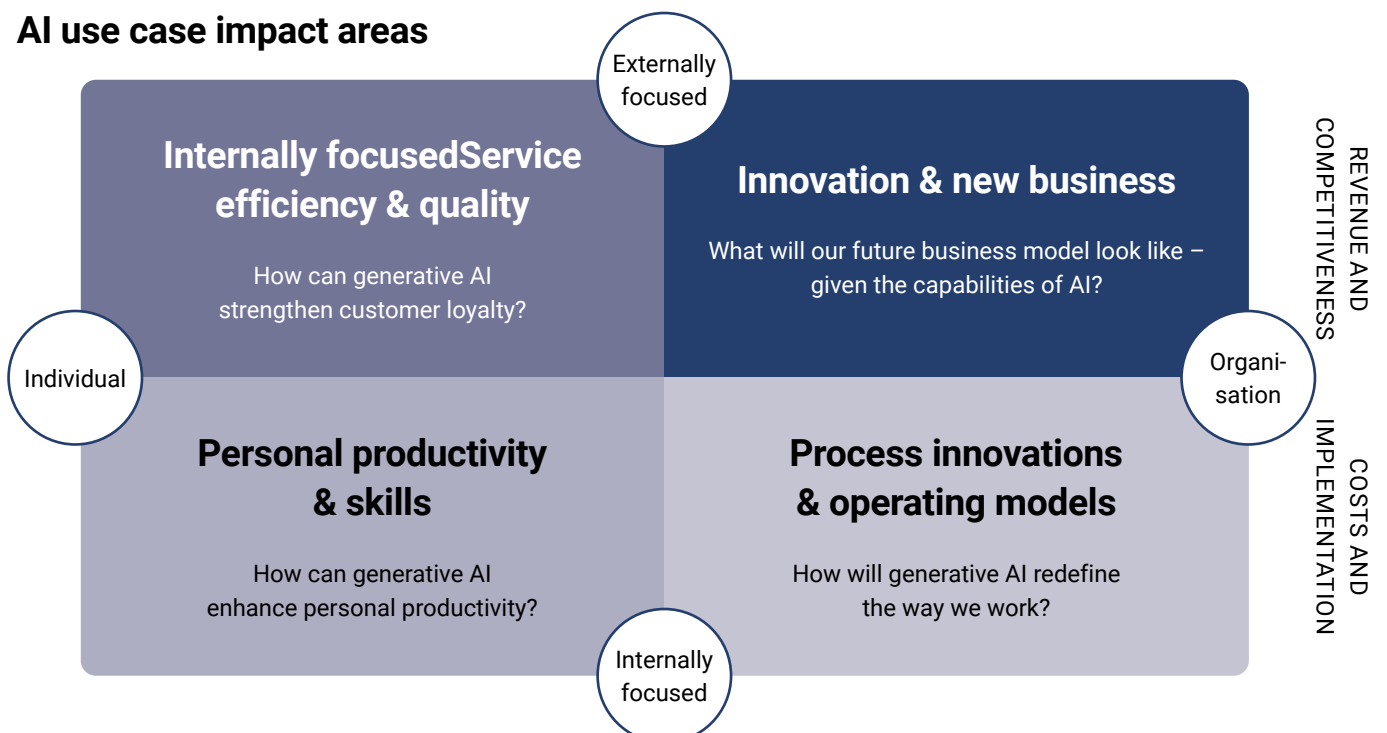 AI use case impact areas
Externally
focused
Internally focusedService
efficiency & quality
How can generative AI
strengthen customer loyalty?
Innovation & new business
What will our future business model look like –
given the capabilities of AI?
REVENUE AND
COMPETITIVENESS
Individual
Organi-
sation
Personal productivity
& skills
How can generative AI
enhance personal productivity?
Process innovations
& operating models
How will generative AI redefine
the way we work?
COSTS AND
IMPLEMENTATION
Internally
focused